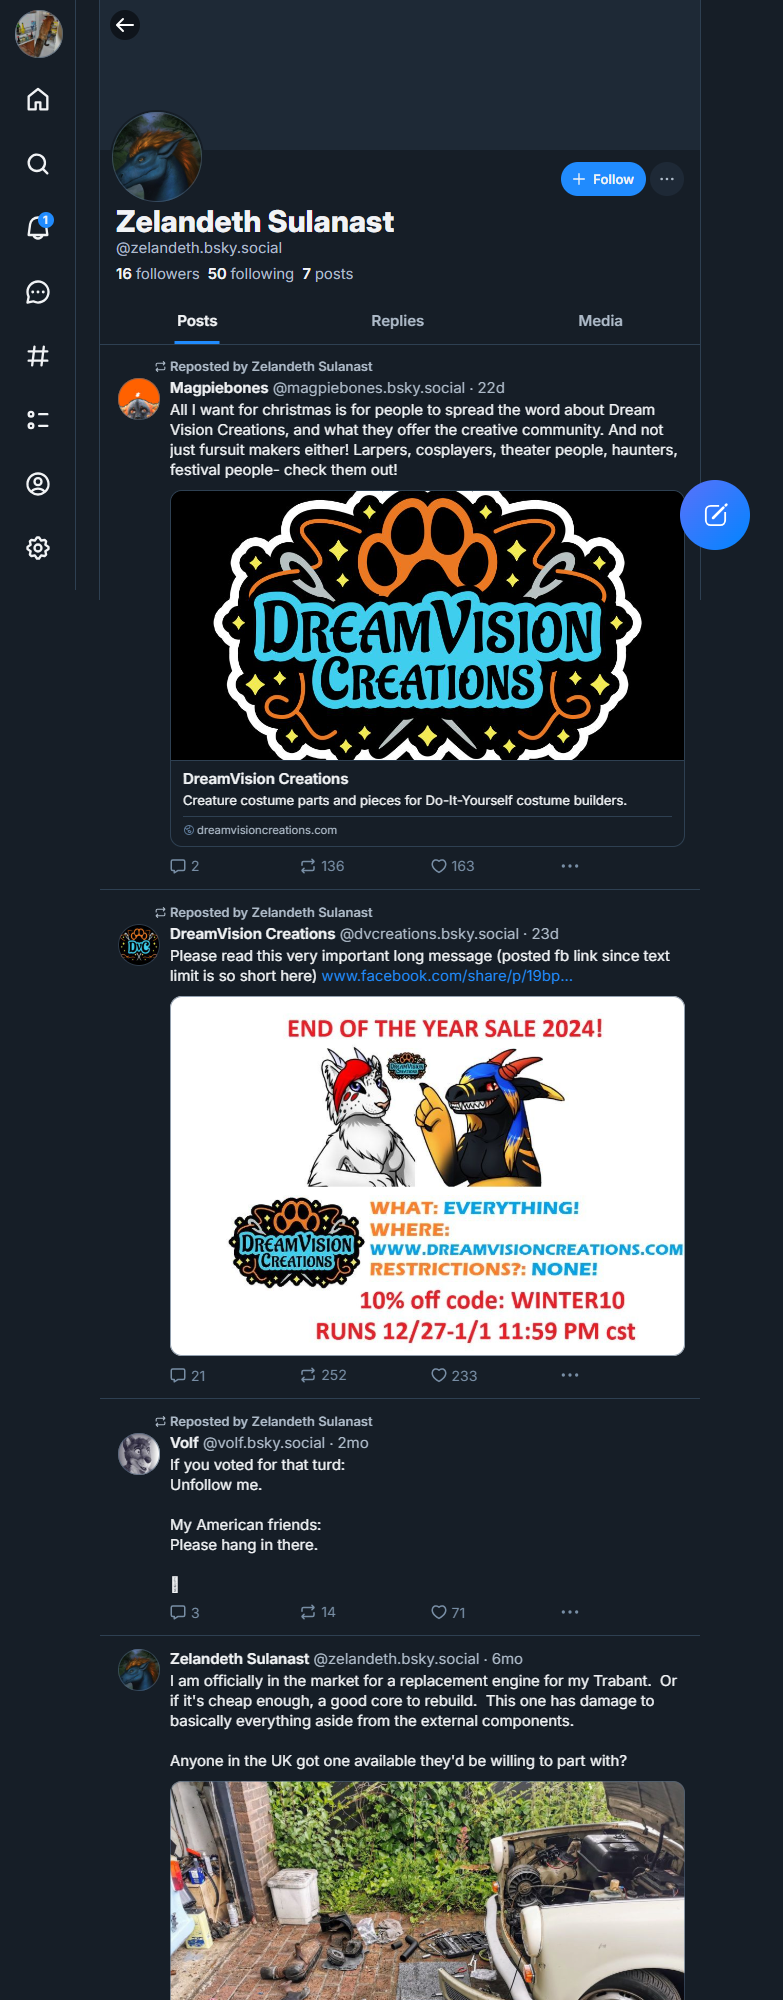 1
+ Follow
Zelandeth Sulanast
@zelandeth.bsky.social
16 followers 50 following 7 posts
Posts Replies Media
Reposted by Zelandeth Sulanast
Magpiebones @magpiebones.bsky.social · 22d
All I want for christmas is for people to spread the word about Dream
Vision Creations, and what they offer the creative community. And not
just fursuit makers either! Larpers, cosplayers, theater people, haunters,
festival people- check them out!
DREAMVISION
CREATIONS
DreamVision Creations
Creature costume parts and pieces for Do-It-Yourself costume builders.
dreamvisioncreations.com
2 136 163
Reposted by Zelandeth Sulanast
DVC
DreamVision Creations @dvcreations.bsky.social · 23d
Please read this very important long message (posted fb link since text
limit is so short here) www.facebook.com/share/p/19bp...
END OF THE YEAR SALE 2024!
DREAMVISION
CREATIONS
DREAMVISION
CREATIONS
WHAT: EVERYTHING!
WHERE:
WWW.DREAMVISIONCREATIONS.COM
RESTRICTIONS?: NONE!
10% off code: WINTER10
RUNS 12/27-1/1 11:59 PM cst
21 252 233
Reposted by Zelandeth Sulanast
Volf @volf.bsky.social · 2mo
If you voted for that turd:
Unfollow me.
My American friends:
Please hang in there.
3 14 71
Zelandeth Sulanast @zelandeth.bsky.social · 6mo
I am officially in the market for a replacement engine for my Trabant. Or
if it's cheap enough, a good core to rebuild. This one has damage to
basically everything aside from the external components.
Anyone in the UK got one available they'd be willing to part with?